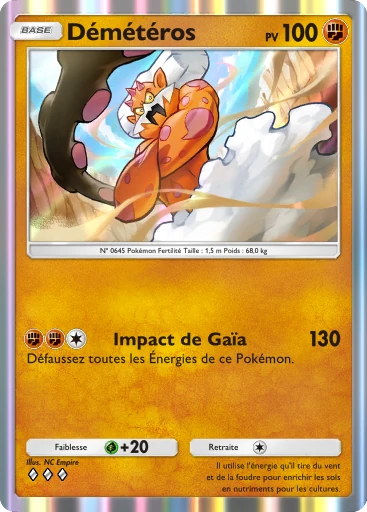 BASE Démétéros PV 100
N° 0645 Pokémon Fertilité Taille : 1,5 m Poids : 68,0 kg
Impact de Gaïa 130
Défaussez toutes les Énergies de ce Pokémon.
Faiblesse +20 Retraite
Illus. NC Empire
Il utilise l'énergie qu'il tire du vent
et de la foudre pour enrichir les sols
en nutriments pour les cultures.